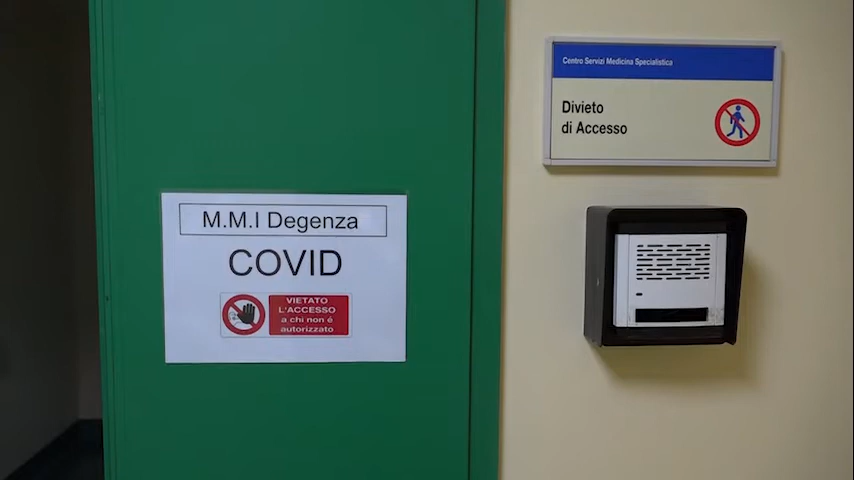 M.M.I Degenza
COVID
VIETATO
L'ACCESSO
a chi non è
autorizzato
Centro Servizi Medicina Specialistica
Divieto
di Accesso